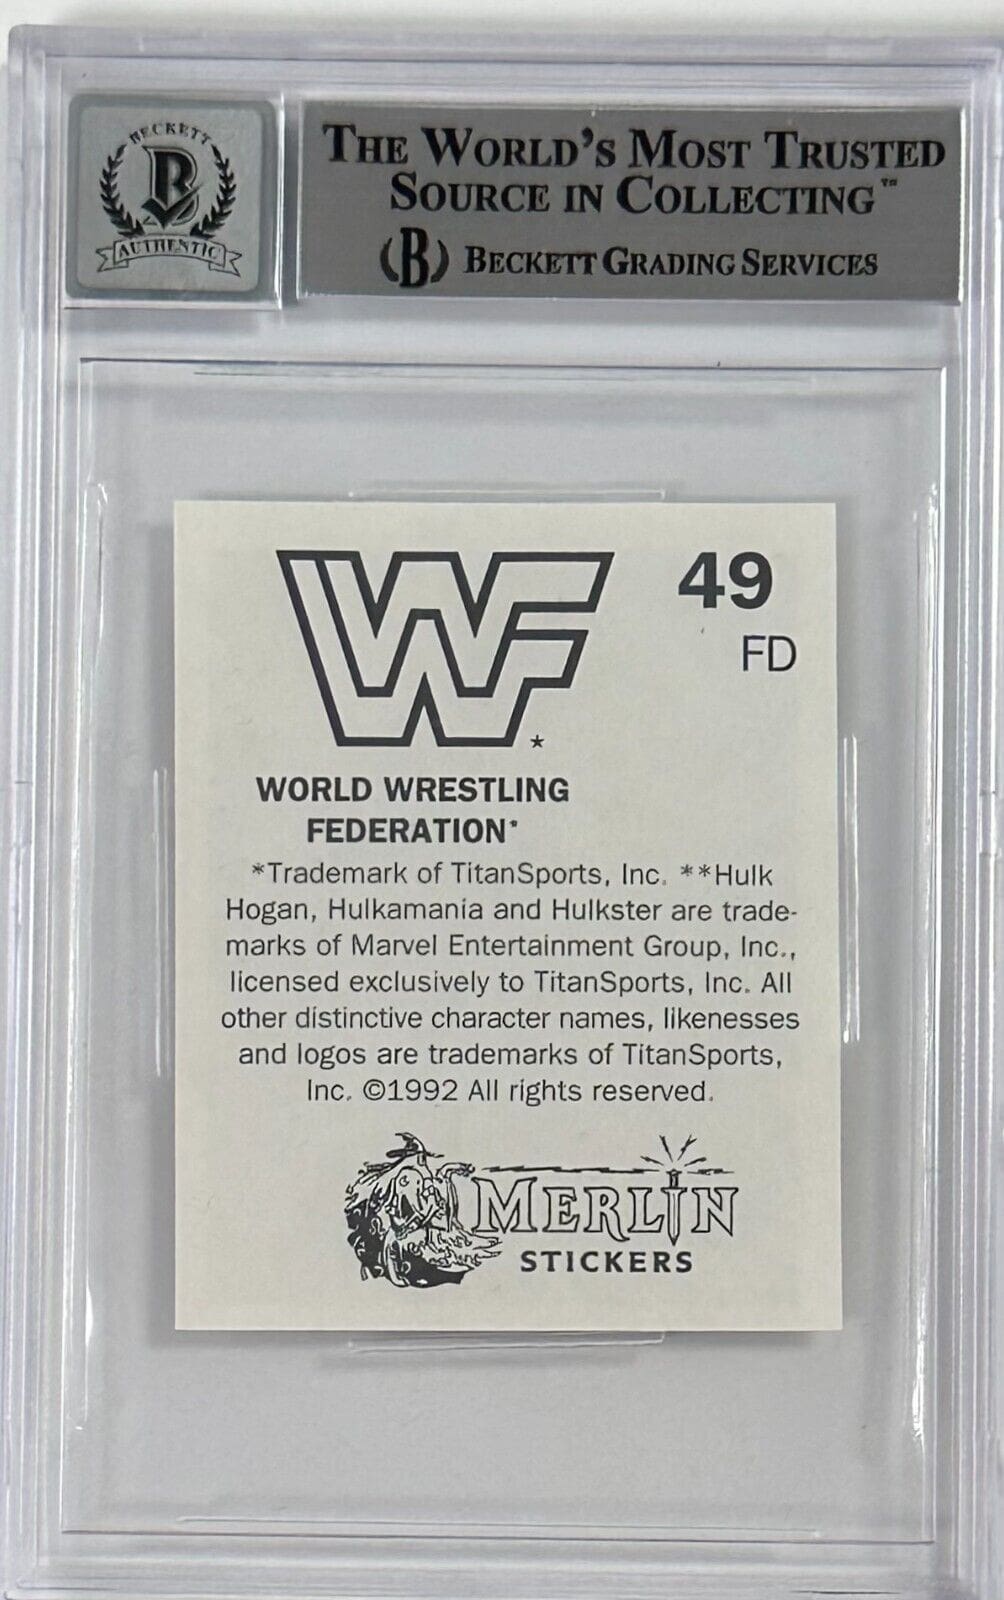 BECKETT
B
AUTHENTIC
THE WORLD'S MOST TRUSTED
SOURCE IN COLLECTING™
(B) BECKETT GRADING SERVICES
WF
49
FD
*
WORLD WRESTLING
FEDERATION*
*Trademark of TitanSports, Inc. **Hulk
Hogan, Hulkamania and Hulkster are trade-
marks of Marvel Entertainment Group, Inc.,
licensed exclusively to TitanSports, Inc. All
other distinctive character names, likenesses
and logos are trademarks of TitanSports,
Inc. ©1992 All rights reserved.
MERLIN
STICKERS